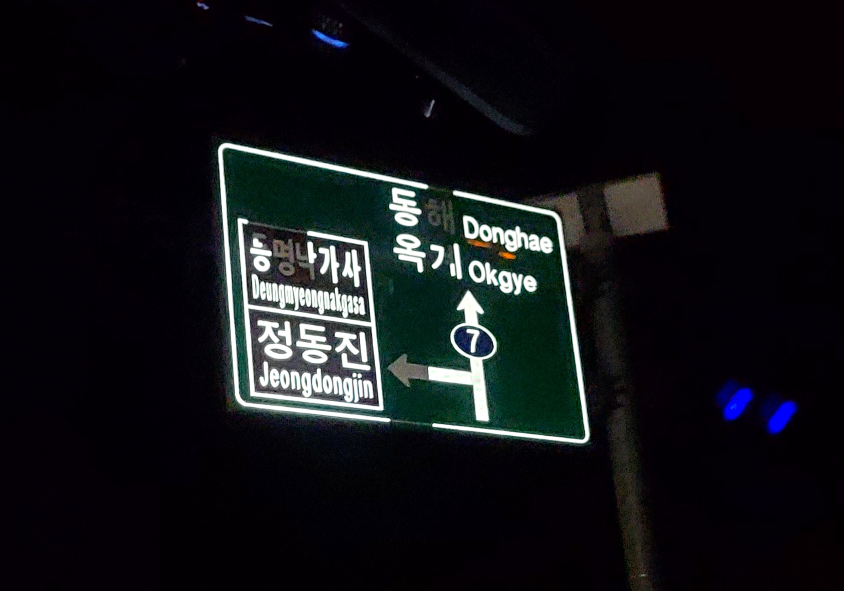 동해 Donghae
옥계 Okgye
7
등명낙가사
Deungmyeongnakgasa
정동진
Jeongdongjin